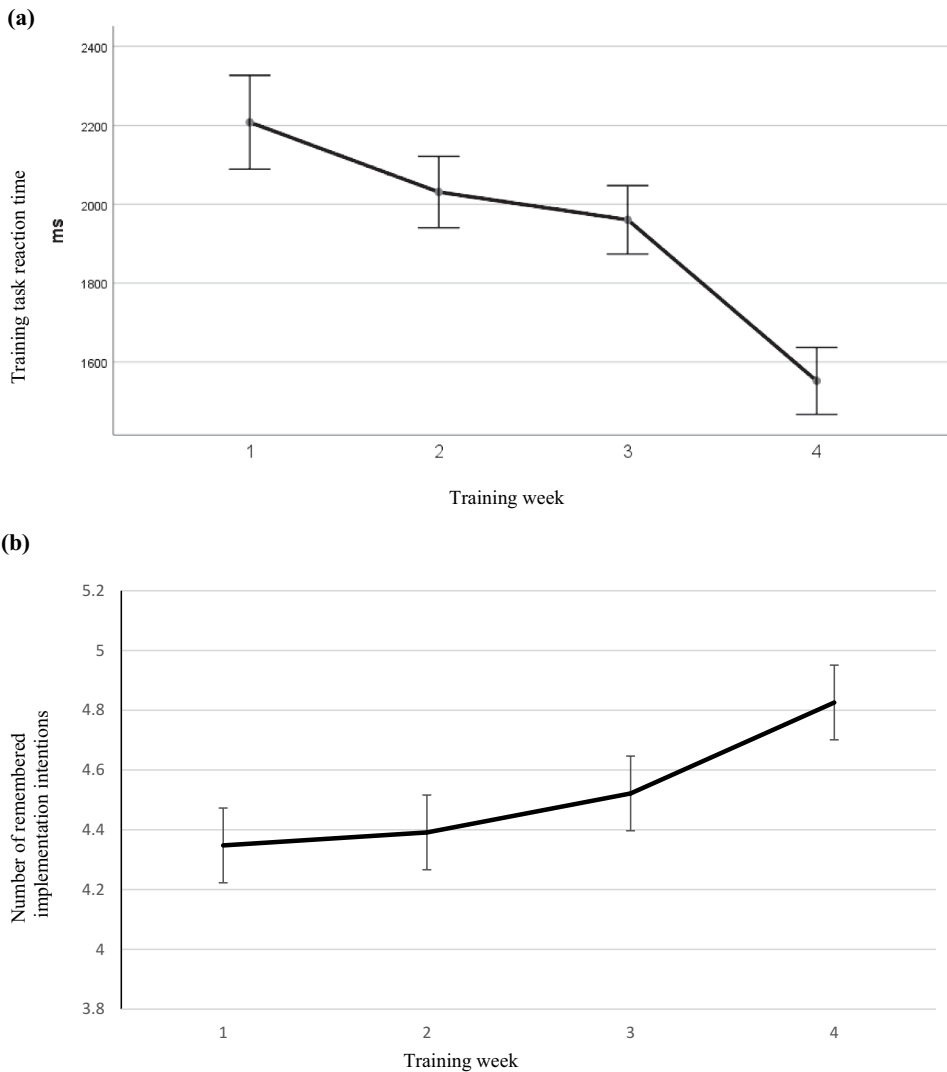 (a)
2400
2200
2000
1800
1600
Training task reaction time
ms
1 2 3 4
Training week
(b)
5.2
5
4.8
4.6
4.4
4.2
4
3.8
Number of remembered
implementation intentions
1 2 3 4
Training week